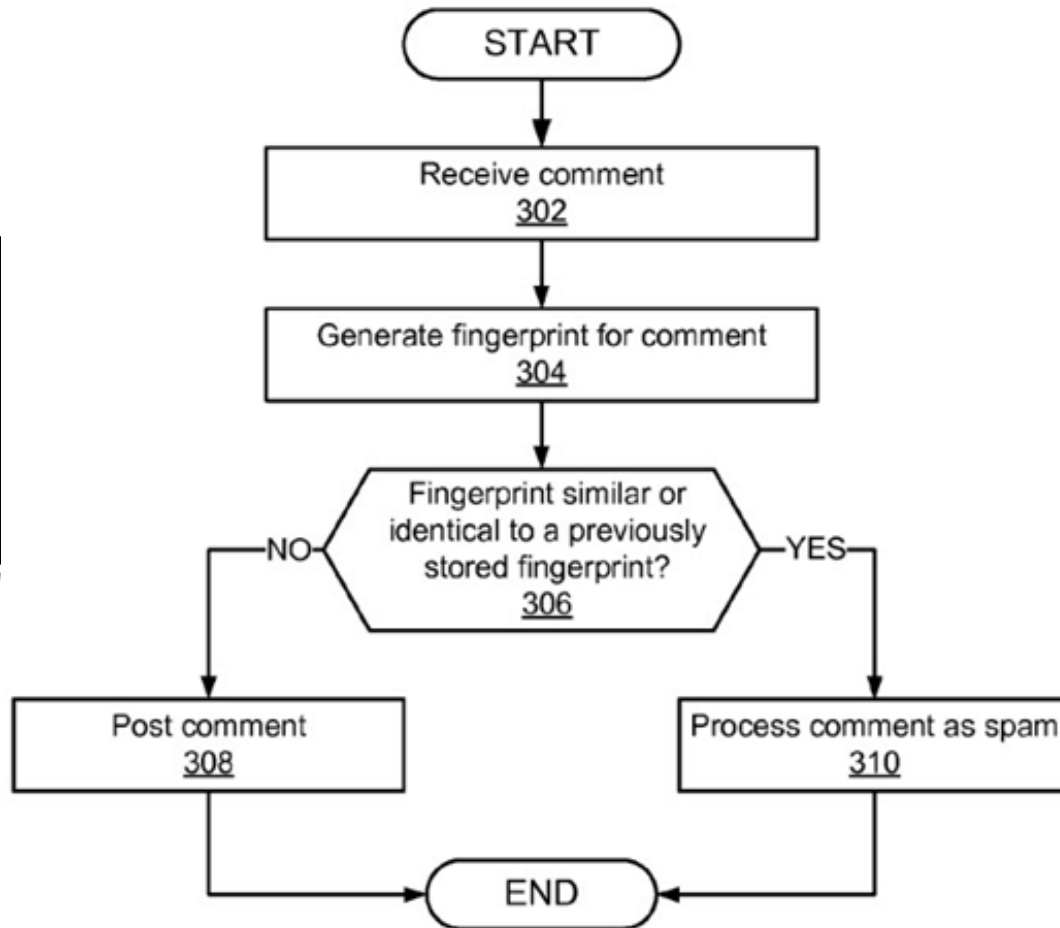 START
Receive comment
302
Generate fingerprint for comment
304
Fingerprint similar or
identical to a previously
stored fingerprint?
306
NO
YES
Post comment
308
Process comment as spam
310
END